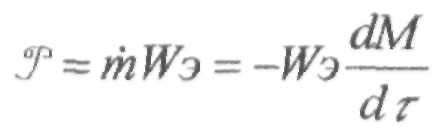 𝒯 = ṁWЭ = −WЭ dM/dτ